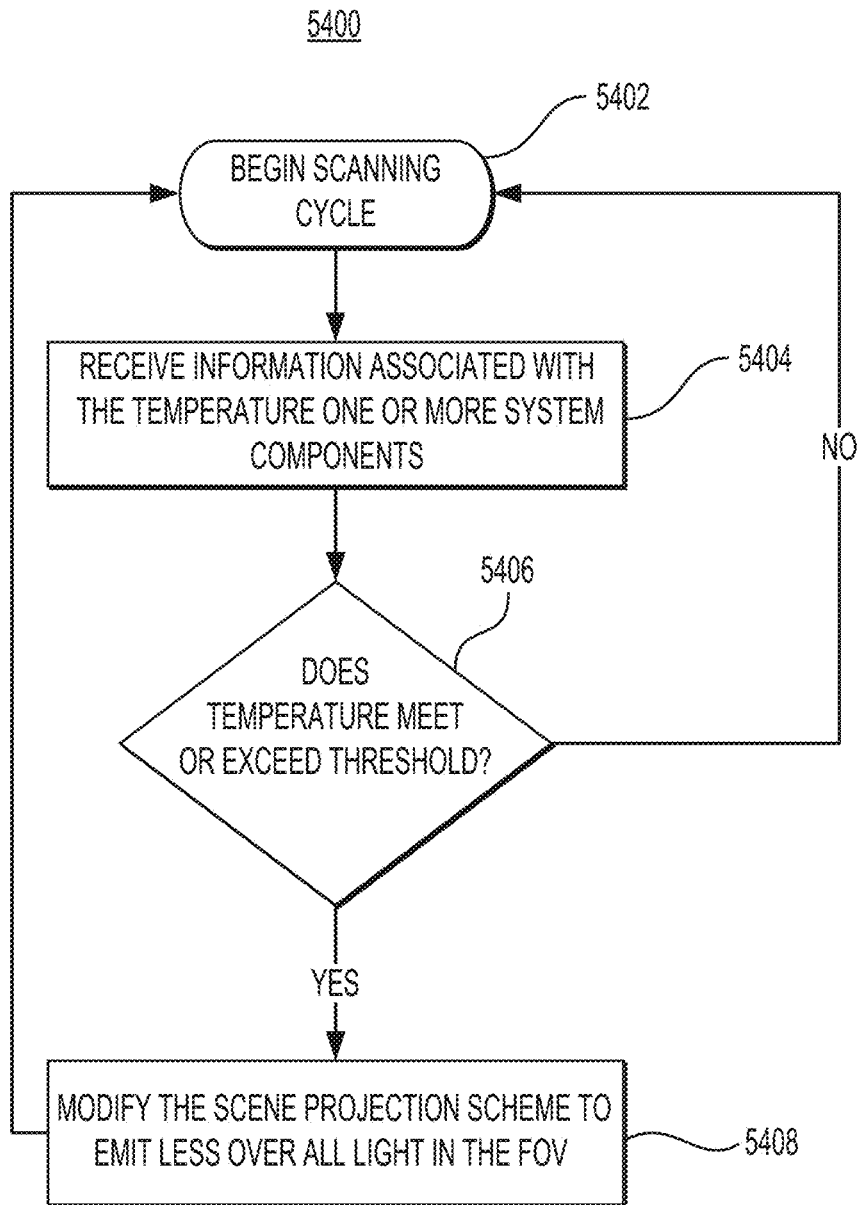 5400
5402
BEGIN SCANNING
CYCLE
RECEIVE INFORMATION ASSOCIATED WITH
THE TEMPERATURE ONE OR MORE SYSTEM
COMPONENTS
5404
NO
5406
DOES
TEMPERATURE MEET
OR EXCEED THRESHOLD?
YES
MODIFY THE SCENE PROJECTION SCHEME TO
EMIT LESS OVER ALL LIGHT IN THE FOV
5408